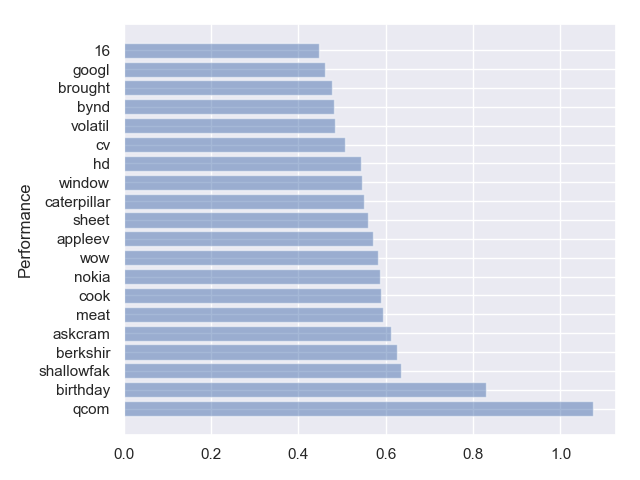 16
googl
brought
bynd
volatil
cv
hd
window
caterpillar
sheet
appleev
wow
nokia
cook
meat
askcram
berkshir
shallowfak
birthday
qcom
Performance
0.0 0.2 0.4 0.6 0.8 1.0